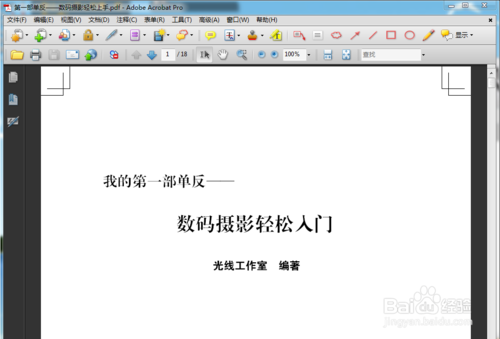 第一部单反——数码摄影轻松上手.pdf - Adobe Acrobat Pro
文件(F) 编辑(E) 视图(V) 文档(D) 注释(C) 表单(R) 工具(T) 高级(A) 窗口(W) 帮助(H)
显示
1 / 18 100% 查找
我的第一部单反——
数码摄影轻松入门
光线工作室 编著
Baidu 经验
jingyan.baidu.com